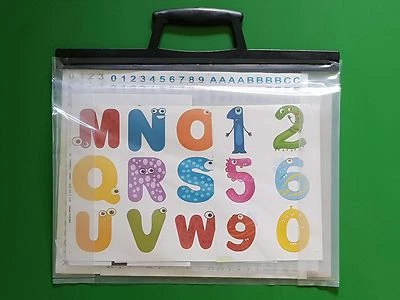 0 1 2 3 0 1 2 3 4 5 6 7 8 9 A A A A B B B B C C
M N O 1 2
Q R S 5 6
U V W 9 0